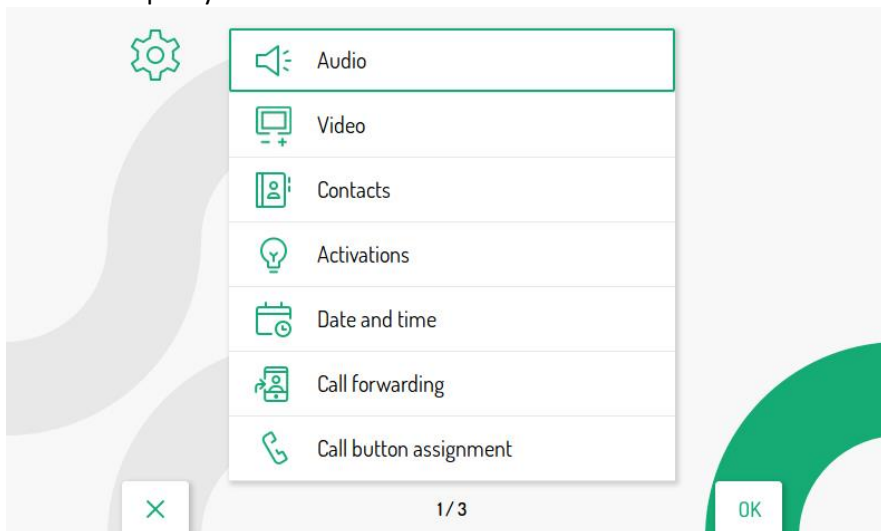 Audio
Video
Contacts
Activations
Date and time
Call forwarding
Call button assignment
1/3
OK